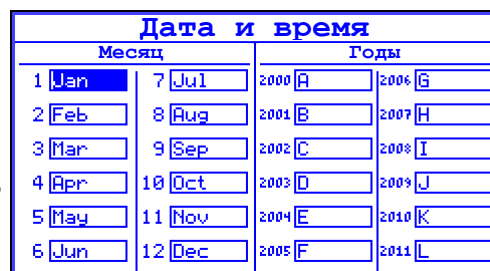 Дата и время
Месяц Годы
1 Jan 7 Jul 2000 A 2006 G
2 Feb 8 Aug 2001 B 2007 H
3 Mar 9 Sep 2002 C 2008 I
4 Apr 10 Oct 2003 D 2009 J
5 May 11 Nov 2004 E 2010 K
6 Jun 12 Dec 2005 F 2011 L